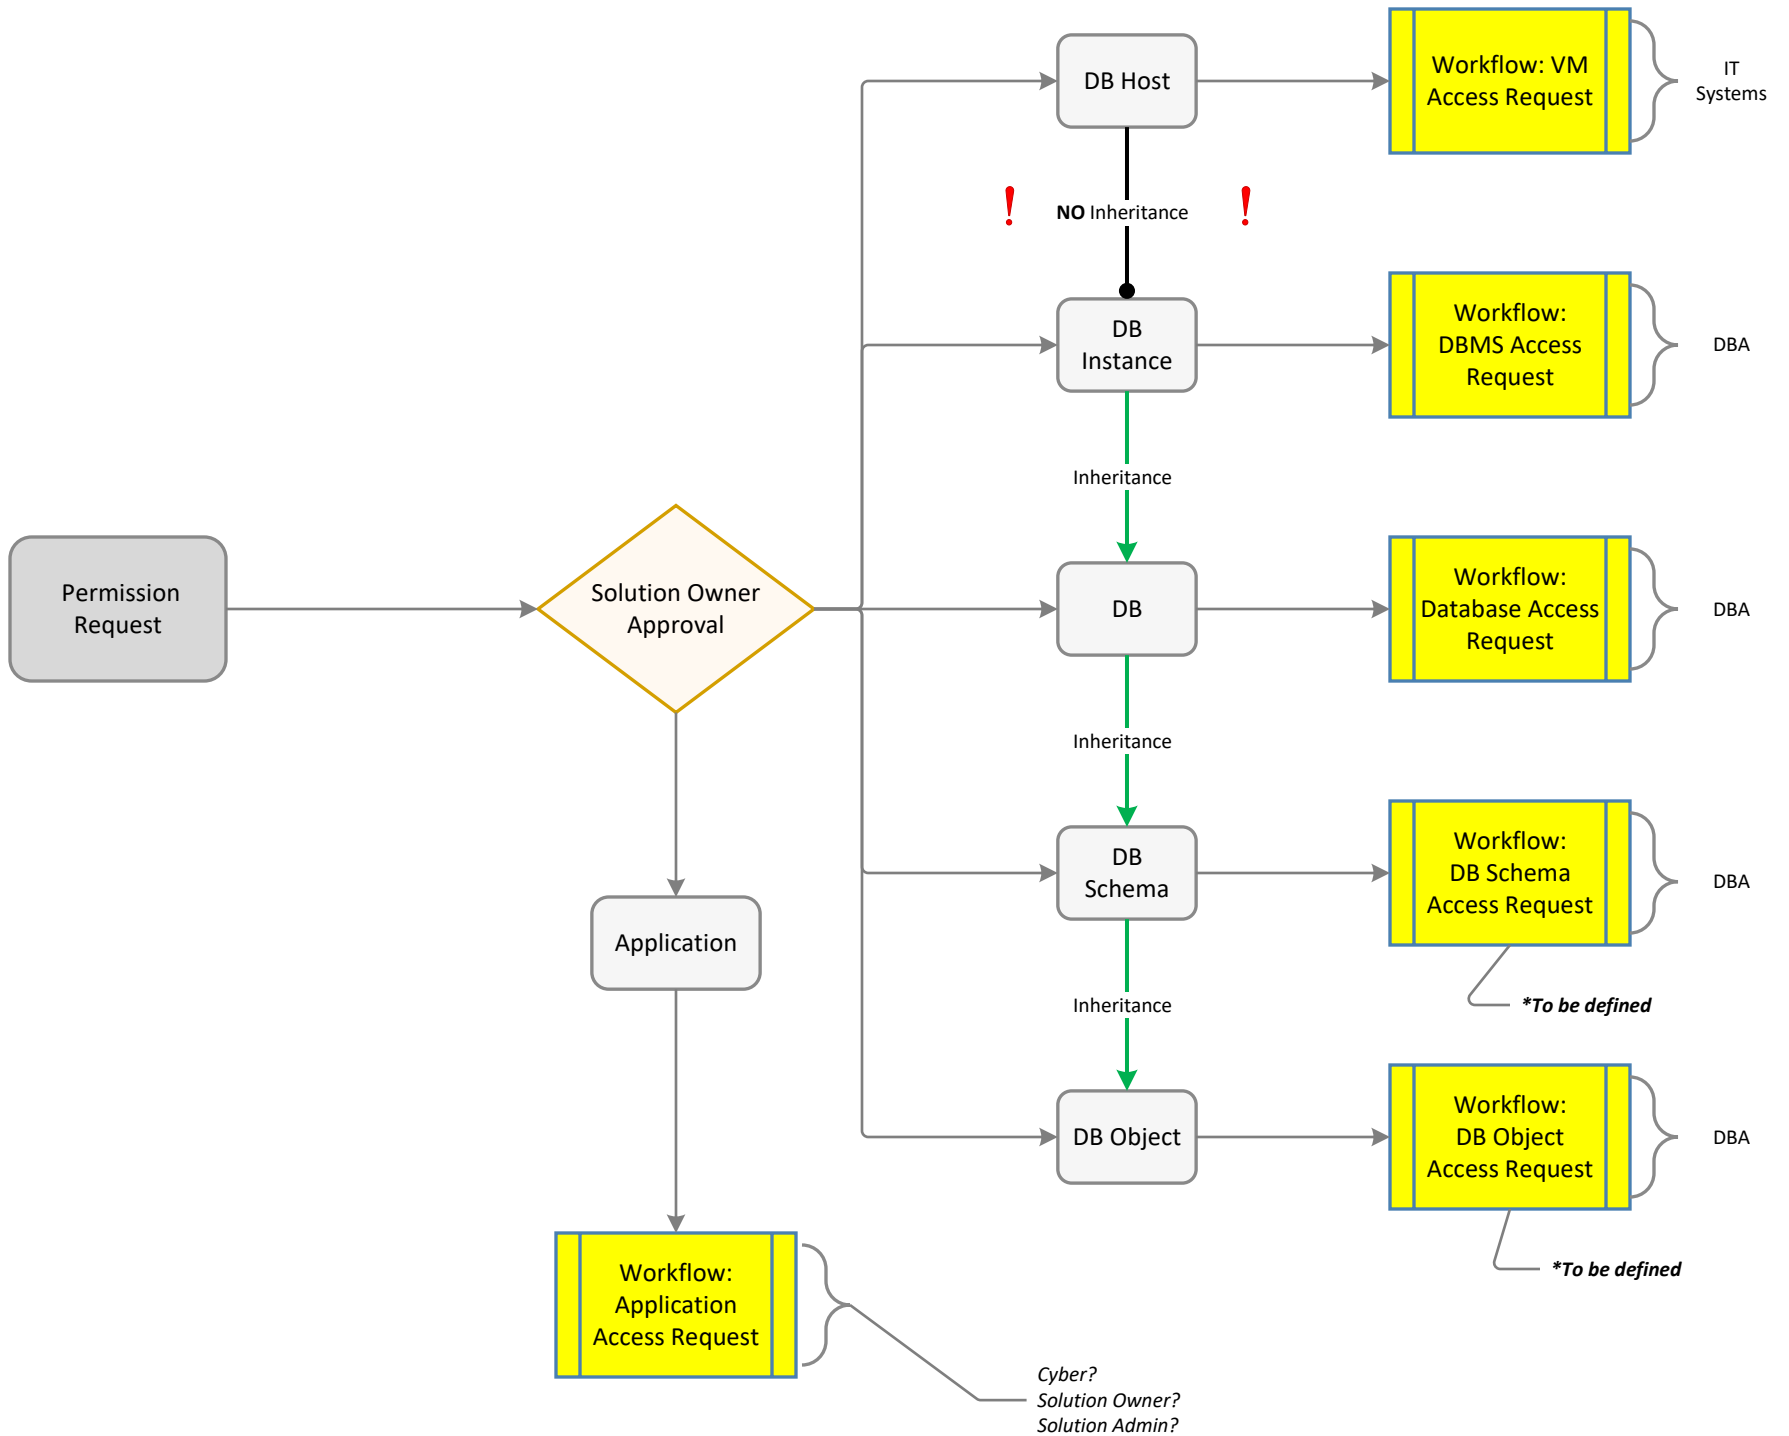 DB Host
Workflow: VM
Access Request
IT
Systems
! NO Inheritance !
DB
Instance
Workflow:
DBMS Access
Request
DBA
Inheritance
Permission
Request
Solution Owner
Approval
DB
Workflow:
Database Access
Request
DBA
Inheritance
DB
Schema
Workflow:
DB Schema
Access Request
DBA
*To be defined
Application
Inheritance
DB Object
Workflow:
DB Object
Access Request
DBA
*To be defined
Workflow:
Application
Access Request
Cyber?
Solution Owner?
Solution Admin?